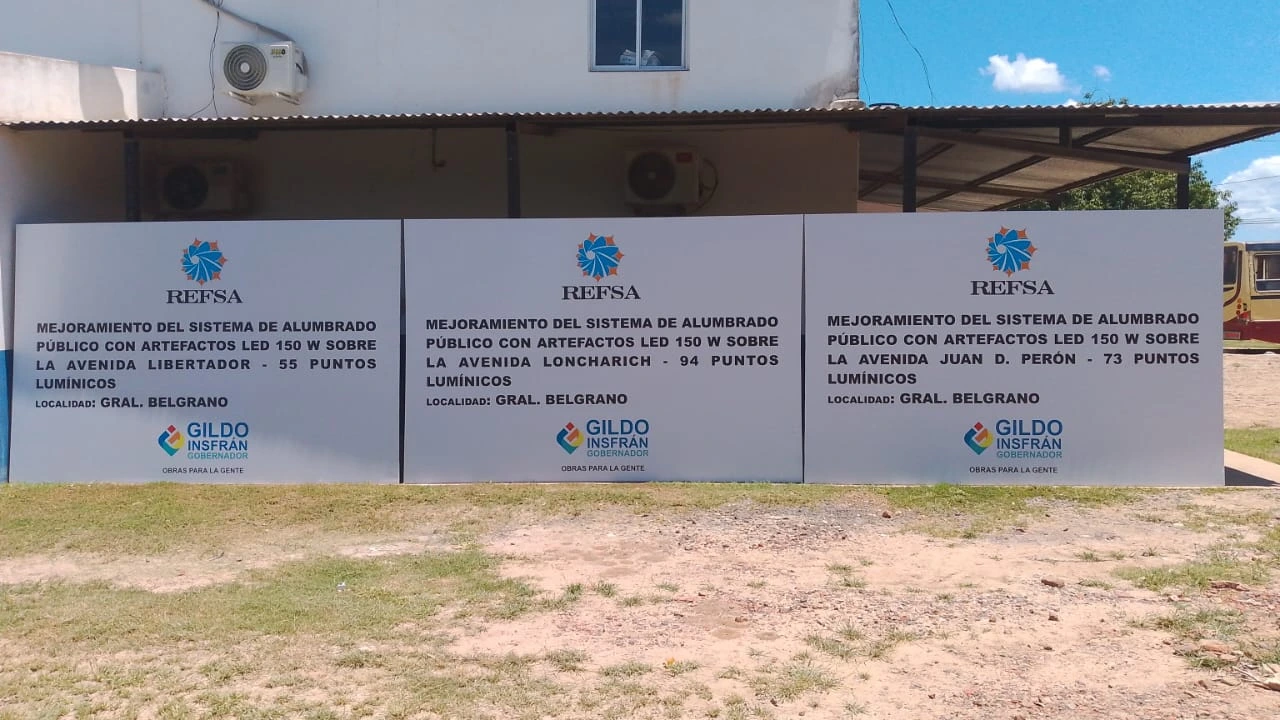 REFSA
MEJORAMIENTO DEL SISTEMA DE ALUMBRADO
PÚBLICO CON ARTEFACTOS LED 150 W SOBRE
LA AVENIDA LIBERTADOR - 55 PUNTOS
LUMÍNICOS
LOCALIDAD: GRAL. BELGRANO
GILDO
INSFRÁN
GOBERNADOR
OBRAS PARA LA GENTE
REFSA
MEJORAMIENTO DEL SISTEMA DE ALUMBRADO
PÚBLICO CON ARTEFACTOS LED 150 W SOBRE
LA AVENIDA LONCHARICH - 94 PUNTOS
LUMÍNICOS
LOCALIDAD: GRAL. BELGRANO
GILDO
INSFRÁN
GOBERNADOR
OBRAS PARA LA GENTE
REFSA
MEJORAMIENTO DEL SISTEMA DE ALUMBRADO
PÚBLICO CON ARTEFACTOS LED 150 W SOBRE
LA AVENIDA JUAN D. PERÓN - 73 PUNTOS
LUMÍNICOS
LOCALIDAD: GRAL. BELGRANO
GILDO
INSFRÁN
GOBERNADOR
OBRAS PARA LA GENTE